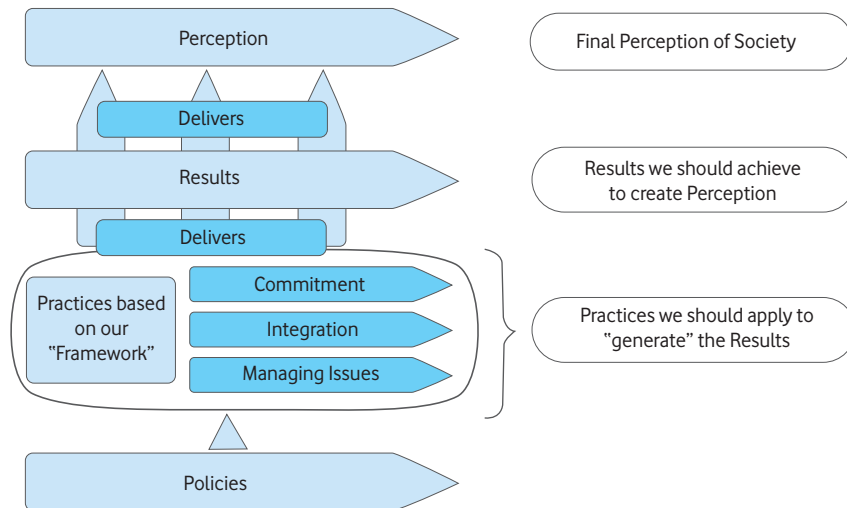 Perception
Final Perception of Society
Delivers
Results
Results we should achieve
to create Perception
Delivers
Practices based
on our
"Framework"
Commitment
Integration
Managing Issues
Practices we should apply to
"generate" the Results
Policies